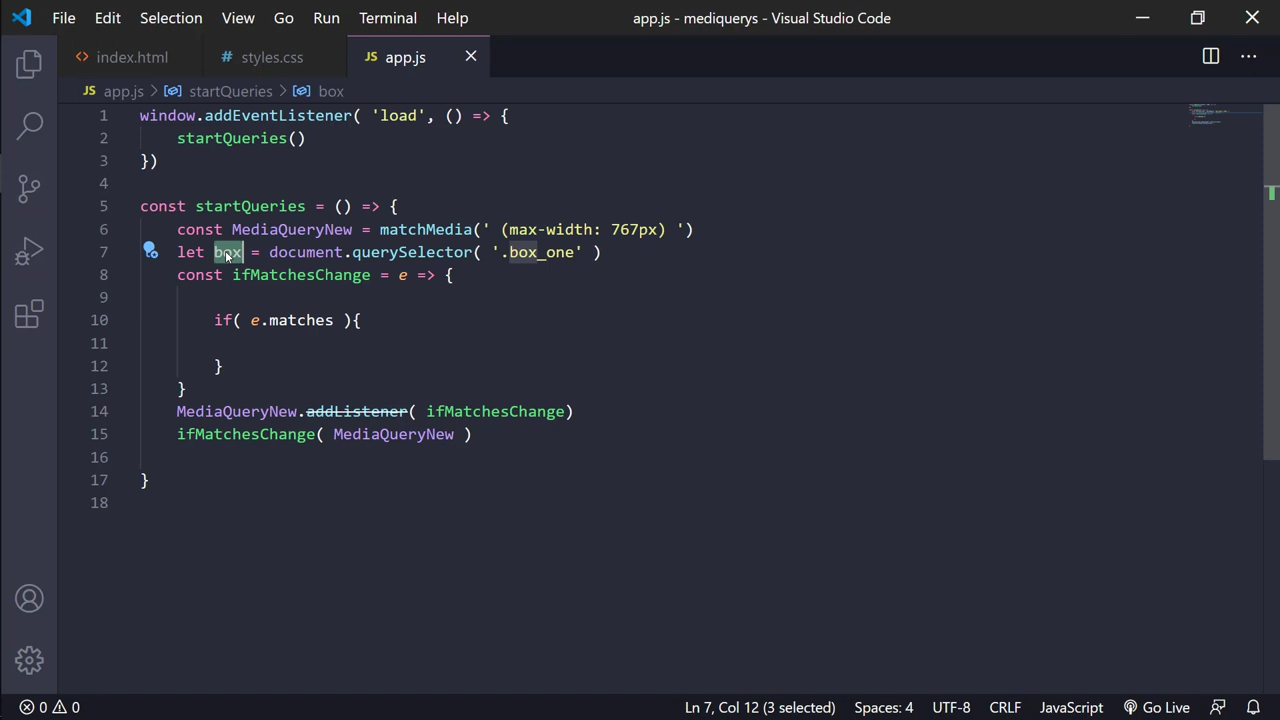 File Edit Selection View Go Run Terminal Help app.js - mediquerys - Visual Studio Code
<> index.html # styles.css JS app.js
JS app.js > startQueries > box
1 window.addEventListener( 'load', () => {
2 startQueries()
3 })
4
5 const startQueries = () => {
6 const MediaQueryNew = matchMedia(' (max-width: 767px) ')
7 let box = document.querySelector( '.box_one' )
8 const ifMatchesChange = e => {
9
10 if( e.matches ){
11
12 }
13 }
14 MediaQueryNew.addListener( ifMatchesChange)
15 ifMatchesChange( MediaQueryNew )
16
17 }
18
0 0 Ln 7, Col 12 (3 selected) Spaces: 4 UTF-8 CRLF JavaScript Go Live